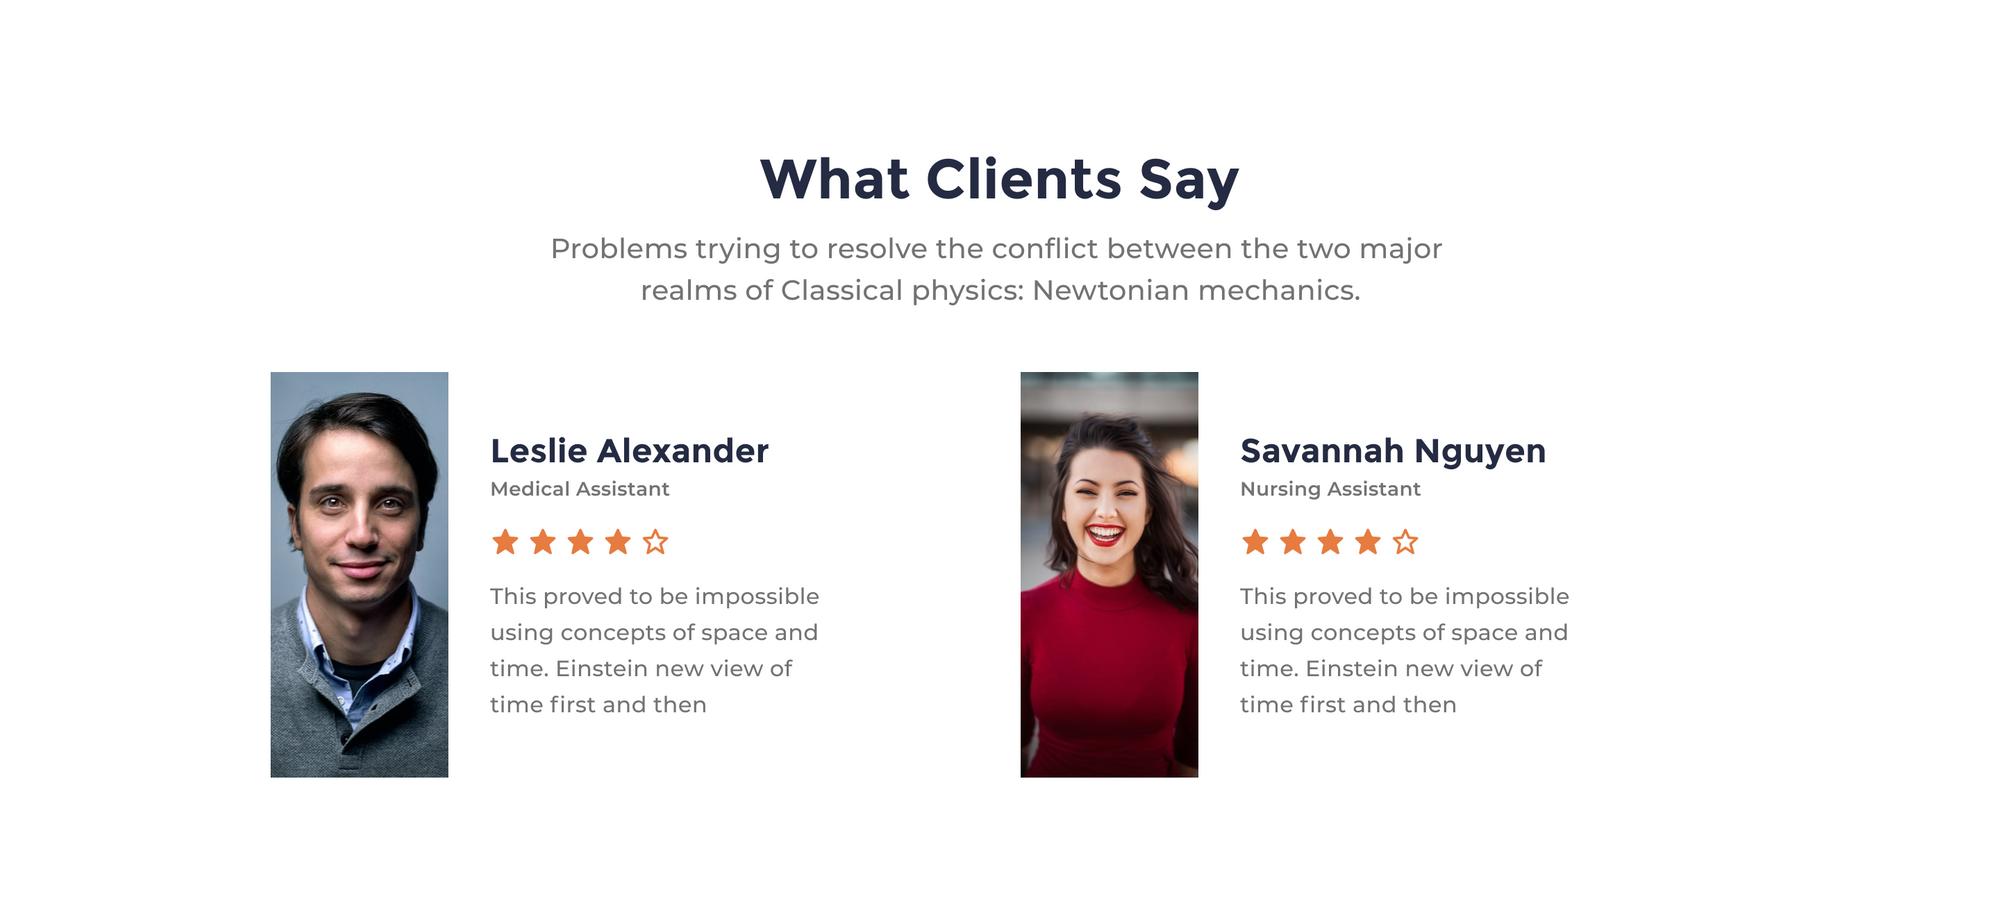 What Clients Say
Problems trying to resolve the conflict between the two major
realms of Classical physics: Newtonian mechanics.
Leslie Alexander
Medical Assistant
This proved to be impossible
using concepts of space and
time. Einstein new view of
time first and then
Savannah Nguyen
Nursing Assistant
This proved to be impossible
using concepts of space and
time. Einstein new view of
time first and then